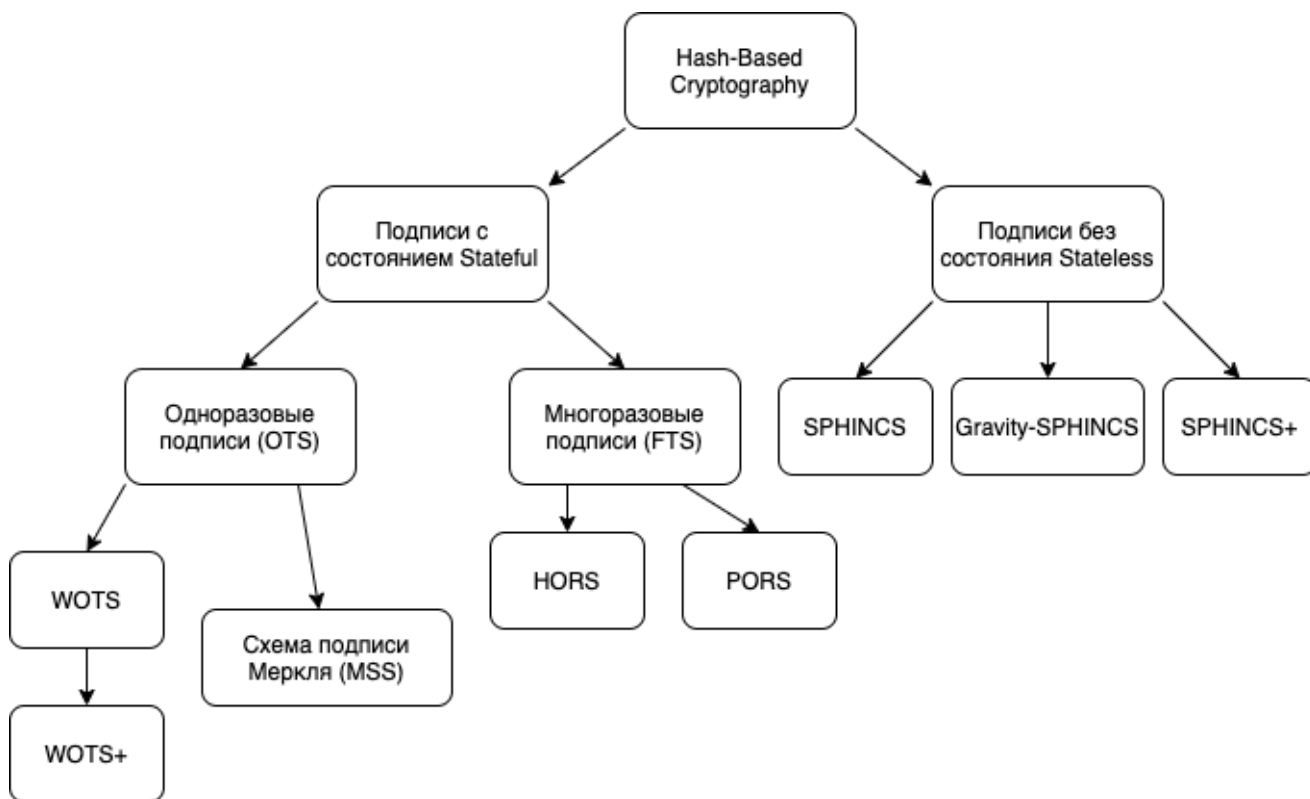 Hash-Based
Cryptography
Подписи с
состоянием Stateful
Подписи без
состояния Stateless
Одноразовые
подписи (OTS)
Многоразовые
подписи (FTS)
SPHINCS
Gravity-SPHINCS
SPHINCS+
WOTS
Схема подписи
Меркля (MSS)
HORS
PORS
WOTS+